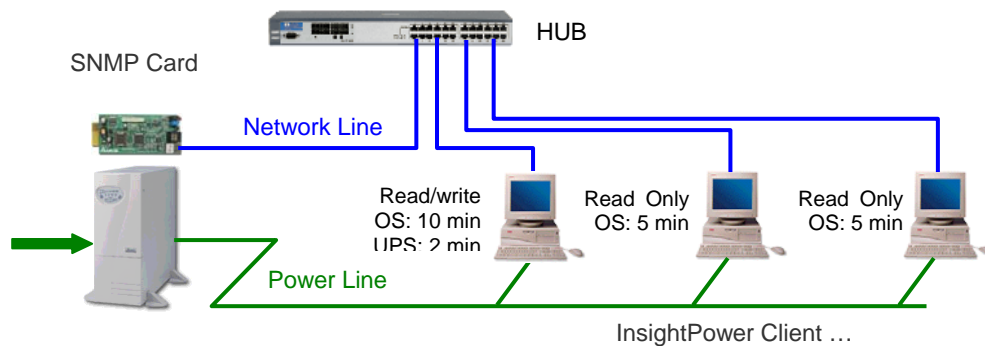 HUB
SNMP Card
Network Line
Read/write
OS: 10 min
UPS: 2 min
Read Only
OS: 5 min
Read Only
OS: 5 min
Power Line
InsightPower Client ...